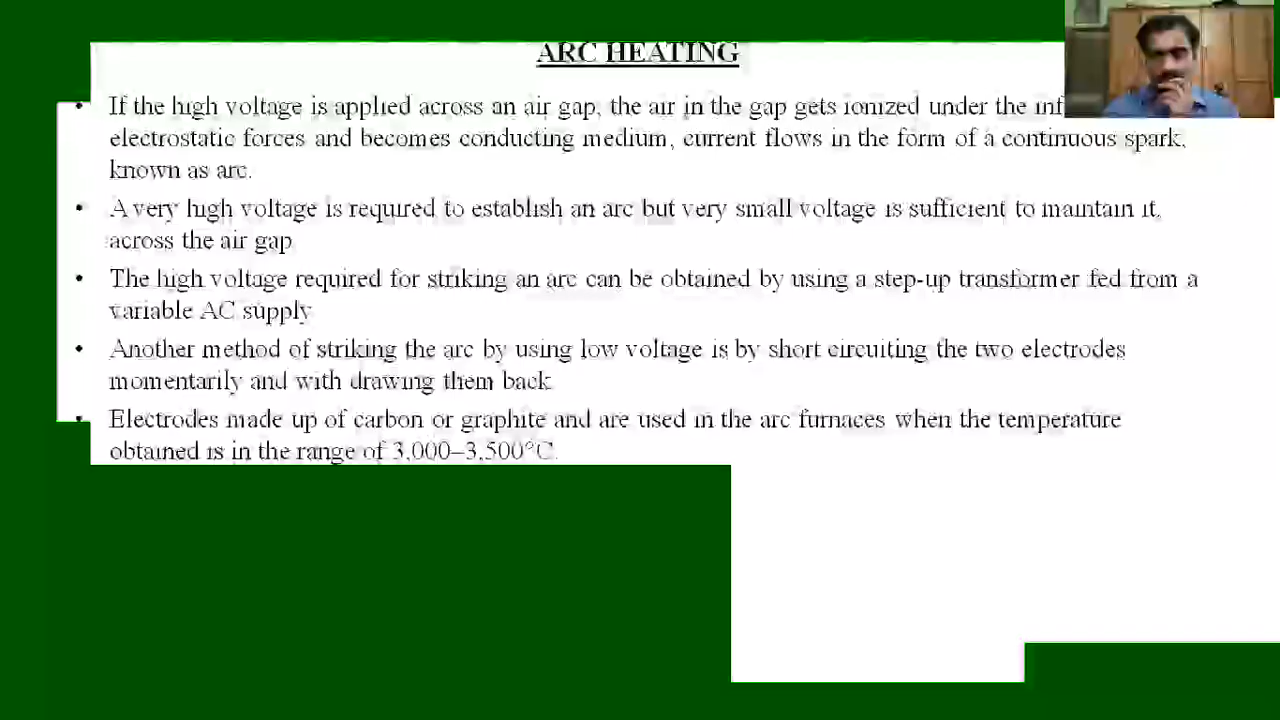 ARC HEATING
• If the high voltage is applied across an air gap, the air in the gap gets ionized under the
electrostatic forces and becomes conducting medium, current flows in the form of a continuous spark,
known as arc.
• A very high voltage is required to establish an arc but very small voltage is sufficient to maintain it,
across the air gap
• The high voltage required for striking an arc can be obtained by using a step-up transformer fed from a
variable AC supply
• Another method of striking the arc by using low voltage is by short circuiting the two electrodes
momentarily and with drawing them back
• Electrodes made up of carbon or graphite and are used in the arc furnaces when the temperature
obtained is in the range of 3,000–3,500°C.